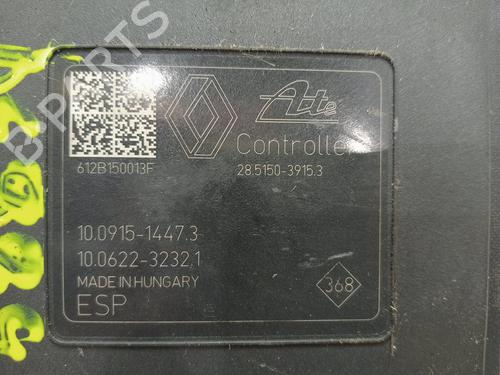 Ate
Controller
612B150013F
28.5150-3915.3
10.0915-1447.3
10.0622-3232.1
MADE IN HUNGARY
368
ESP
B-PARTS